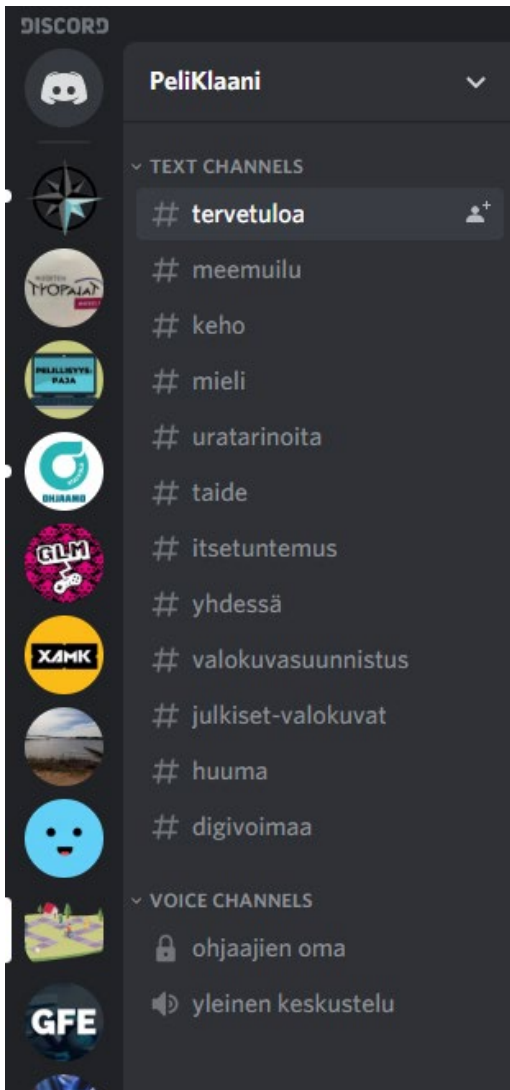 DISCORD
PeliKlaani
TEXT CHANNELS
# tervetuloa
# meemuilu
# keho
# mieli
# uratarinoita
# taide
# itsetuntemus
# yhdessä
# valokuvasuunnistus
# julkiset-valokuvat
# huuma
# digivoimaa
VOICE CHANNELS
ohjaajien oma
yleinen keskustelu
TYÖPAJAT
PELILLISYYS-
PAJA
OHJAAMO
GLM
XAMK
GFE